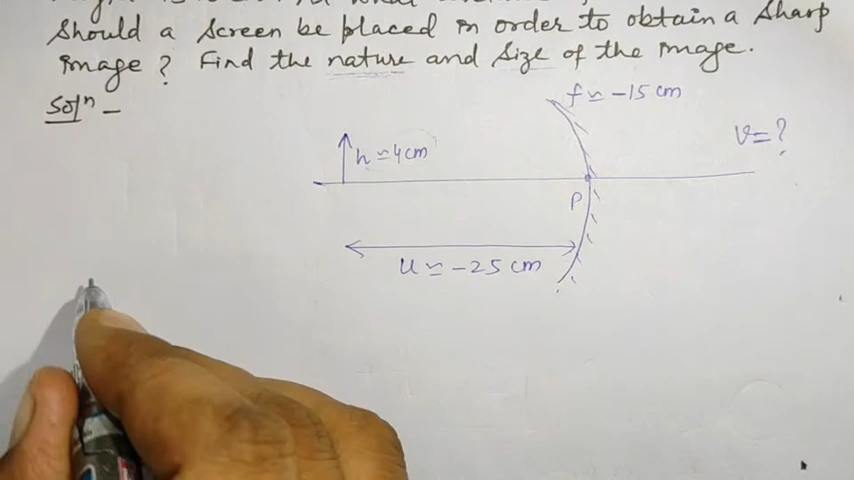 should a screen be placed in order to obtain a sharp
image? Find the nature and size of the image.
Solⁿ -
f = -15 cm
h = 4cm
v = ?
P
u = -25 cm